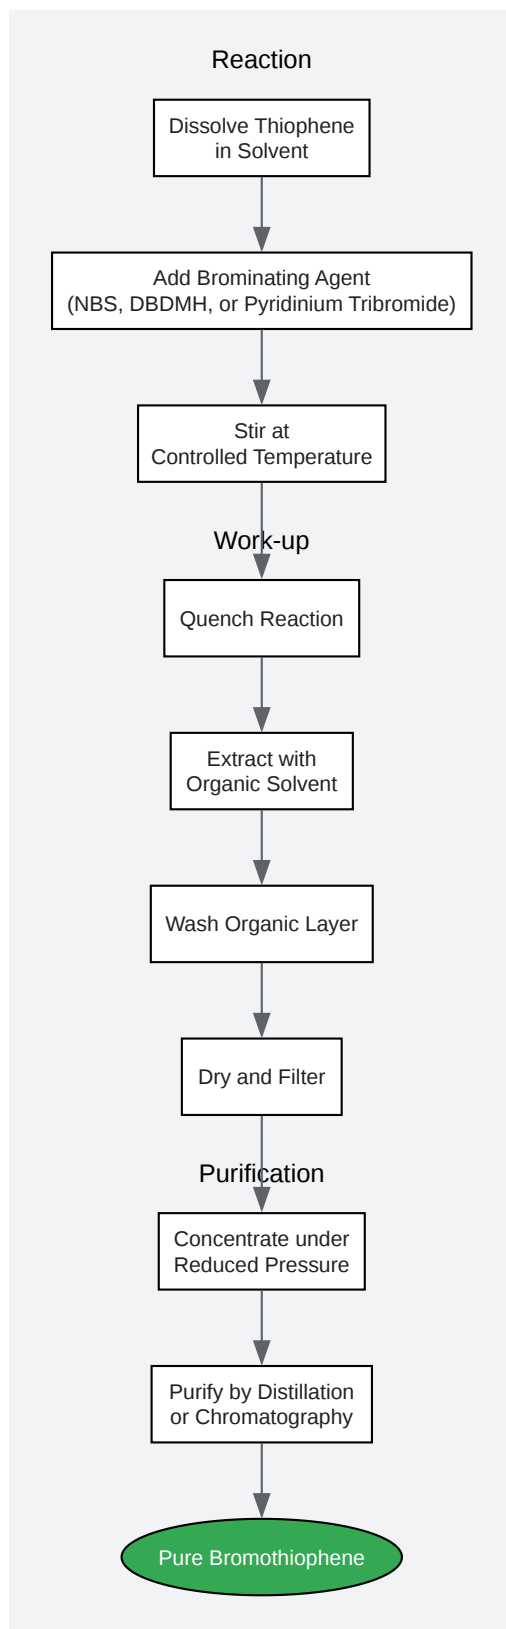 Reaction
Dissolve Thiophene
in Solvent
Add Brominating Agent
(NBS, DBDMH, or Pyridinium Tribromide)
Stir at
Controlled Temperature
Work-up
Quench Reaction
Extract with
Organic Solvent
Wash Organic Layer
Dry and Filter
Purification
Concentrate under
Reduced Pressure
Purify by Distillation
or Chromatography
Pure Bromothiophene